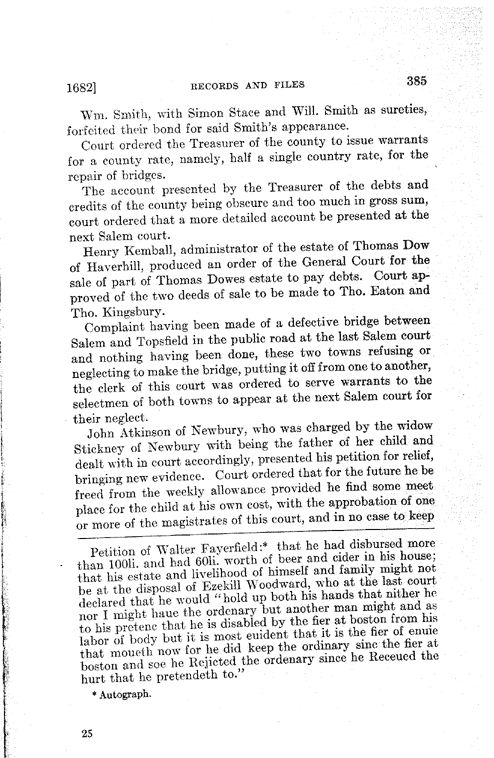 1682] RECORDS AND FILES 385
Wm. Smith, with Simon Stace and Will. Smith as sureties,
forfeited their bond for said Smith's appearance.
Court ordered the Treasurer of the county to issue warrants
for a county rate, namely, half a single country rate, for the
repair of bridges.
The account presented by the Treasurer of the debts and
credits of the county being obscure and too much in gross sum,
court ordered that a more detailed account be presented at the
next Salem court.
Henry Kemball, administrator of the estate of Thomas Dow
of Haverhill, produced an order of the General Court for the
sale of part of Thomas Dowes estate to pay debts. Court ap-
proved of the two deeds of sale to be made to Tho. Eaton and
Tho. Kingsbury.
Complaint having been made of a defective bridge between
Salem and Topsfield in the public road at the last Salem court
and nothing having been done, these two towns refusing or
neglecting to make the bridge, putting it off from one to another,
the clerk of this court was ordered to serve warrants to the
selectmen of both towns to appear at the next Salem court for
their neglect.
John Atkinson of Newbury, who was charged by the widow
Stickney of Newbury with being the father of her child and
dealt with in court accordingly, presented his petition for relief,
bringing new evidence. Court ordered that for the future he be
freed from the weekly allowance provided he find some meet
place for the child at his own cost, with the approbation of one
or more of the magistrates of this court, and in no case to keep
Petition of Walter Fayerfield:* that he had disbursed more
than 100li. and had 60li. worth of beer and cider in his house;
that his estate and livelihood of himself and family might not
be at the disposal of Ezekill Woodward, who at the last court
declared that he would "hold up both his hands that nither he
nor I might haue the ordenary but another man might and as
to his pretenc that he is disabled by the fier at boston from his
labor of body but it is most euident that it is the fier of enuie
that moueth now for he did keep the ordinary sinc the fier at
boston and soe he Rejicted the ordenary since he Receued the
hurt that he pretendeth to."
* Autograph.
25